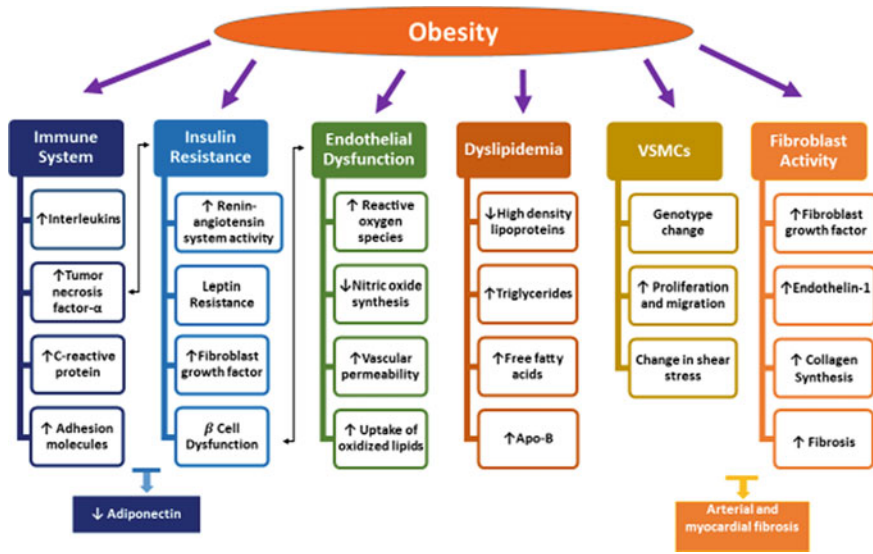 Obesity
Immune
System
↑Interleukins
↑Tumor
necrosis
factor-α
↑C-reactive
protein
↑ Adhesion
molecules
Insulin
Resistance
↑ Renin-
angiotensin
system activity
Leptin
Resistance
↑Fibroblast
growth factor
β Cell
Dysfunction
↓ Adiponectin
Endothelial
Dysfunction
↑ Reactive
oxygen
species
↓Nitric oxide
synthesis
↑Vascular
permeability
↑ Uptake of
oxidized lipids
Dyslipidemia
↓High density
lipoproteins
↑Triglycerides
↑Free fatty
acids
↑Apo-B
VSMCs
Genotype
change
↑ Proliferation
and migration
Change in shear
stress
Fibroblast
Activity
↑Fibroblast
growth factor
↑Endothelin-1
↑ Collagen
Synthesis
↑ Fibrosis
Arterial and
myocardial fibrosis